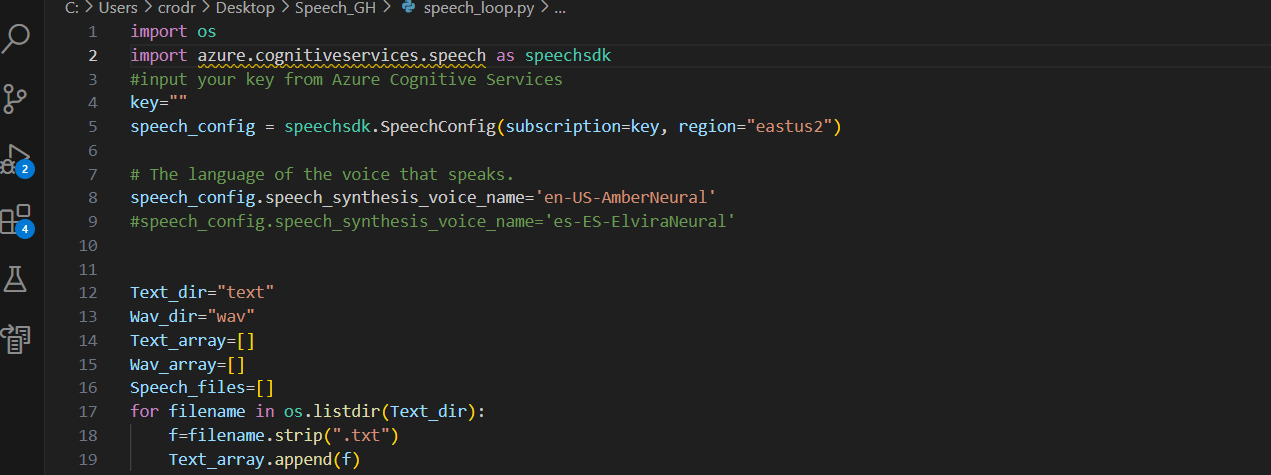 C: > Users > crodr > Desktop > Speech_GH > speech_loop.py > ...
1 import os
2 import azure.cognitiveservices.speech as speechsdk
3 #input your key from Azure Cognitive Services
4 key=""
5 speech_config = speechsdk.SpeechConfig(subscription=key, region="eastus2")
6
7 # The language of the voice that speaks.
8 speech_config.speech_synthesis_voice_name='en-US-AmberNeural'
9 #speech_config.speech_synthesis_voice_name='es-ES-ElviraNeural'
10
11
12 Text_dir="text"
13 Wav_dir="wav"
14 Text_array=[]
15 Wav_array=[]
16 Speech_files=[]
17 for filename in os.listdir(Text_dir):
18     f=filename.strip(".txt")
19     Text_array.append(f)
2
4